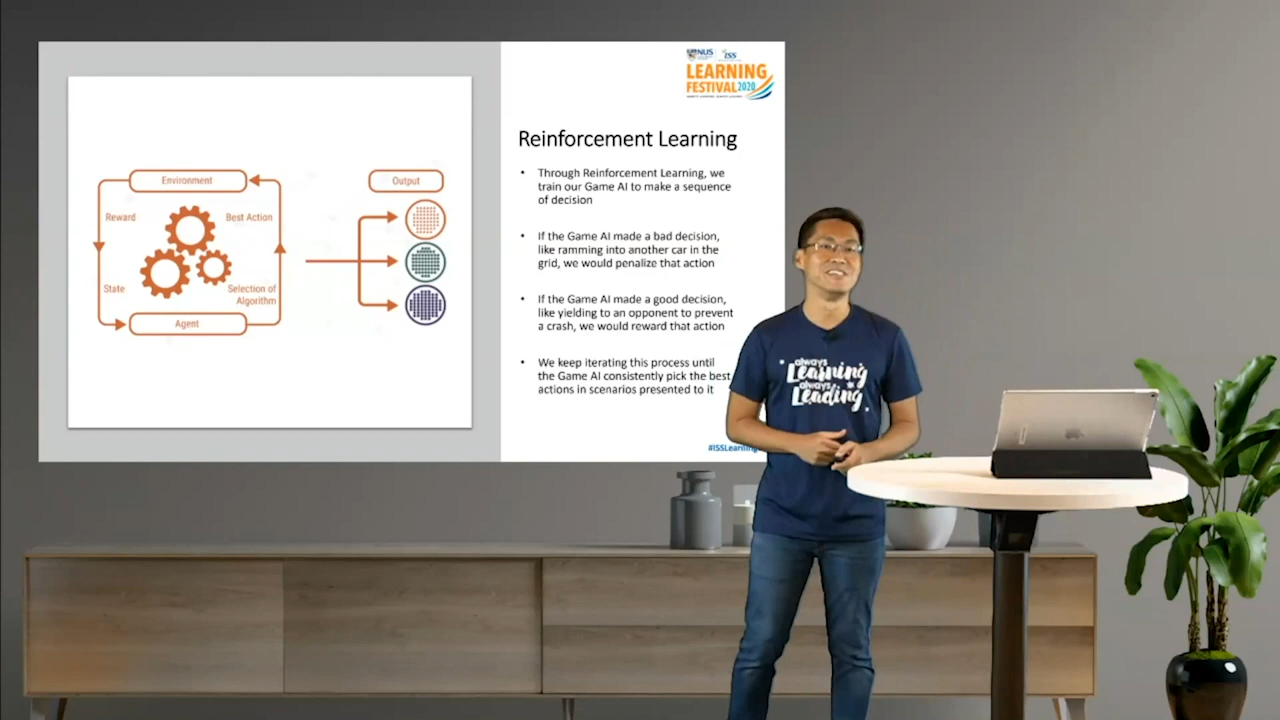 NUS
ISS
LEARNING
FESTIVAL 2020
Reinforcement Learning
• Through Reinforcement Learning, we
train our Game AI to make a sequence
of decision
• If the Game AI made a bad decision,
like ramming into another car in the
grid, we would penalize that action
• If the Game AI made a good decision,
like yielding to an opponent to prevent
a crash, we would reward that action
• We keep iterating this process until
the Game AI consistently pick the best
actions in scenarios presented to it
#ISSLearning
Environment
Reward
Best Action
State
Selection of
Algorithm
Agent
Output
always
Learning
always
Leading